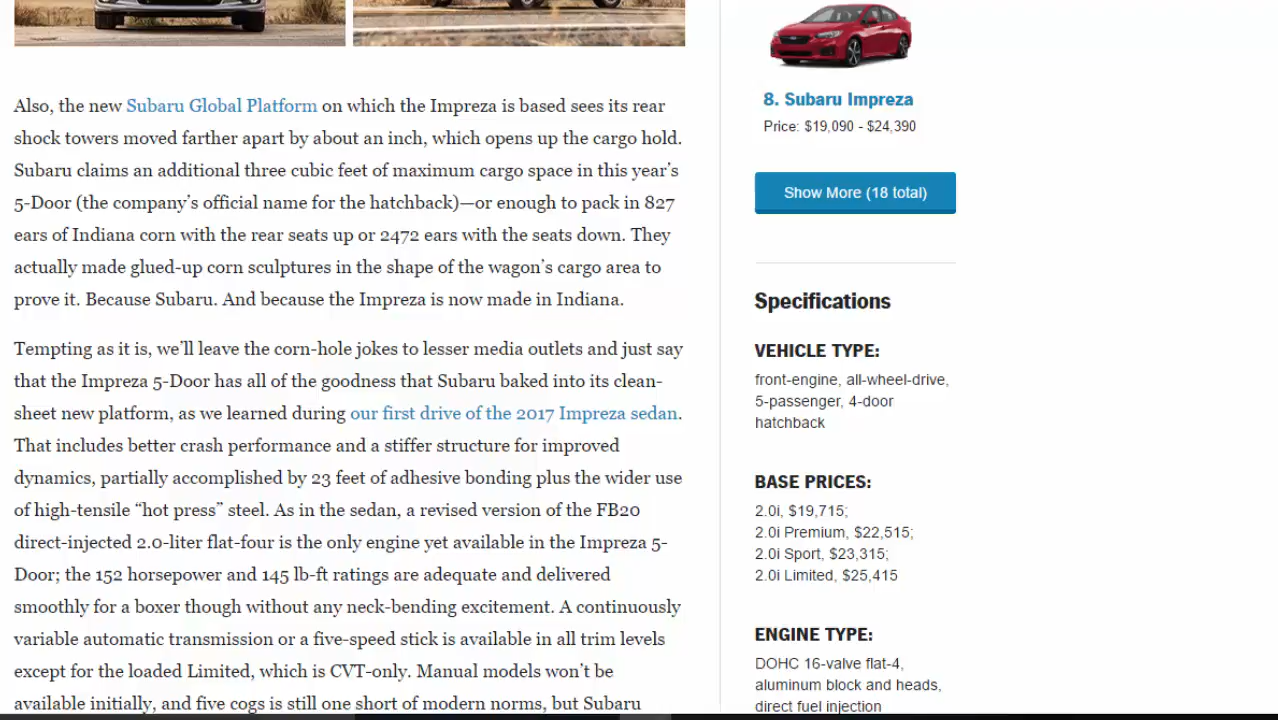 Also, the new Subaru Global Platform on which the Impreza is based sees its rear
shock towers moved farther apart by about an inch, which opens up the cargo hold.
Subaru claims an additional three cubic feet of maximum cargo space in this year’s
5-Door (the company’s official name for the hatchback)—or enough to pack in 827
ears of Indiana corn with the rear seats up or 2472 ears with the seats down. They
actually made glued-up corn sculptures in the shape of the wagon’s cargo area to
prove it. Because Subaru. And because the Impreza is now made in Indiana.
Tempting as it is, we’ll leave the corn-hole jokes to lesser media outlets and just say
that the Impreza 5-Door has all of the goodness that Subaru baked into its clean-
sheet new platform, as we learned during our first drive of the 2017 Impreza sedan.
That includes better crash performance and a stiffer structure for improved
dynamics, partially accomplished by 23 feet of adhesive bonding plus the wider use
of high-tensile “hot press” steel. As in the sedan, a revised version of the FB20
direct-injected 2.0-liter flat-four is the only engine yet available in the Impreza 5-
Door; the 152 horsepower and 145 lb-ft ratings are adequate and delivered
smoothly for a boxer though without any neck-bending excitement. A continuously
variable automatic transmission or a five-speed stick is available in all trim levels
except for the loaded Limited, which is CVT-only. Manual models won’t be
available initially, and five cogs is still one short of modern norms, but Subaru
8. Subaru Impreza
Price: $19,090 - $24,390
Show More (18 total)
Specifications
VEHICLE TYPE:
front-engine, all-wheel-drive,
5-passenger, 4-door
hatchback
BASE PRICES:
2.0i, $19,715;
2.0i Premium, $22,515;
2.0i Sport, $23,315;
2.0i Limited, $25,415
ENGINE TYPE:
DOHC 16-valve flat-4,
aluminum block and heads,
direct fuel injection